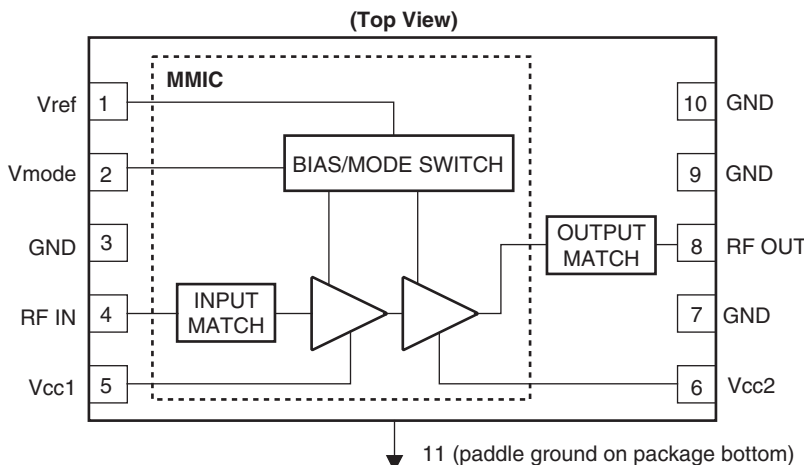 (Top View)
MMIC
Vref 1
10 GND
BIAS/MODE SWITCH
Vmode 2
9 GND
GND 3
OUTPUT
MATCH
8 RF OUT
RF IN 4
INPUT
MATCH
7 GND
Vcc1 5
6 Vcc2
11 (paddle ground on package bottom)